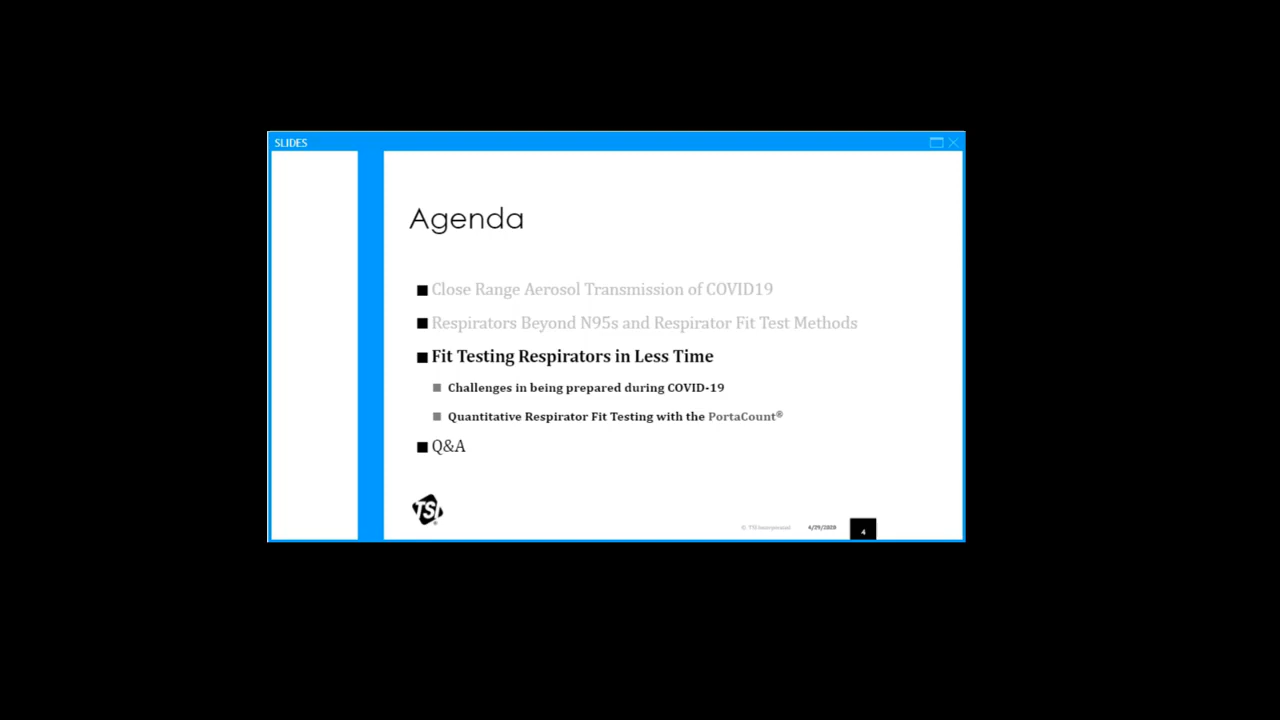 SLIDES
Agenda
Close Range Aerosol Transmission of COVID19
Respirators Beyond N95s and Respirator Fit Test Methods
Fit Testing Respirators in Less Time
Challenges in being prepared during COVID-19
Quantitative Respirator Fit Testing with the PortaCount®
Q&A
TSI
© TSI Incorporated 4/29/2020 4